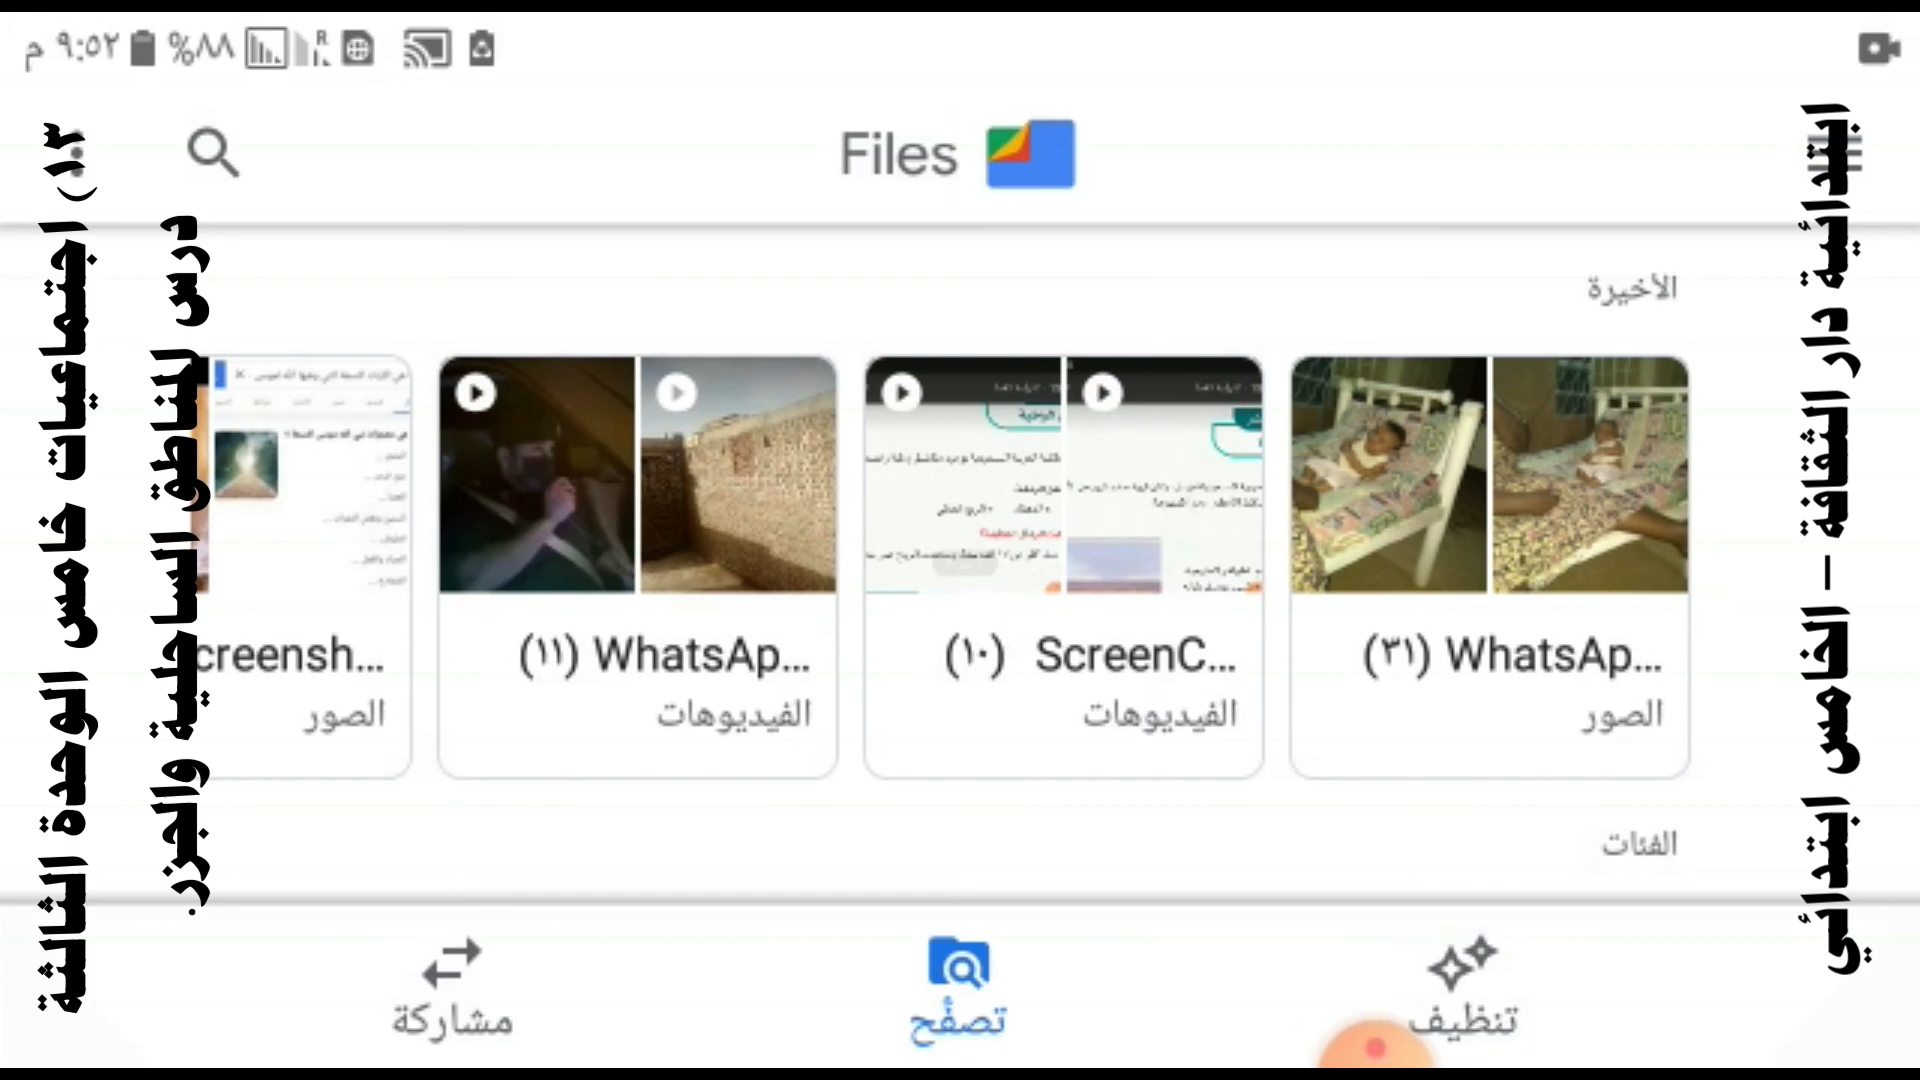 ٩:٥٢ م
%٨٨
Files
ابتدائية دار الثقافة – الخامس ابتدائي
١٣) اجتماعيات خامس الوحدة الثالثة
درس المناطق الساحلية والجزر.
الأخيرة
(٣١) WhatsAp...
الصور
(١٠) ScreenC...
الفيديوهات
(١١) WhatsAp...
الفيديوهات
creensh...
الصور
الفئات
تنظيف
تصفُّح
مشاركة